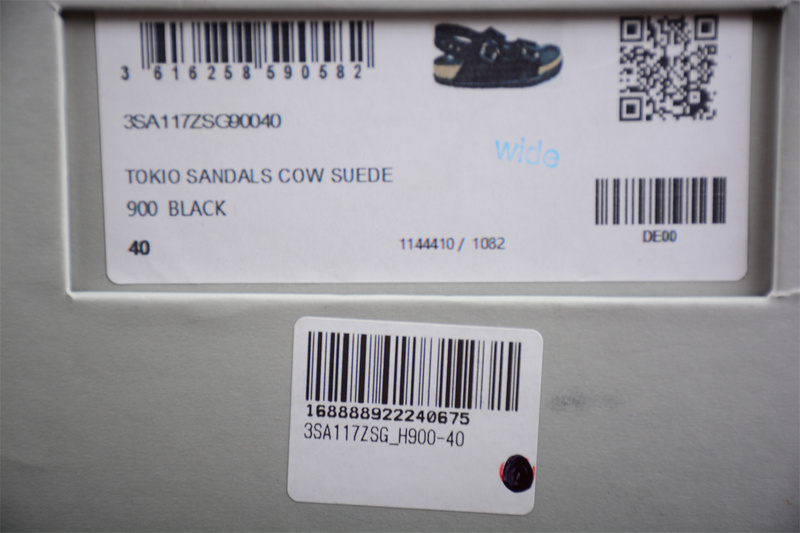 3 616258 590582
3SA117ZSG90040
wide
TOKIO SANDALS COW SUEDE
900 BLACK
DE00
40
1144410 / 1082
168888922240675
3SA117ZSG_H900-40